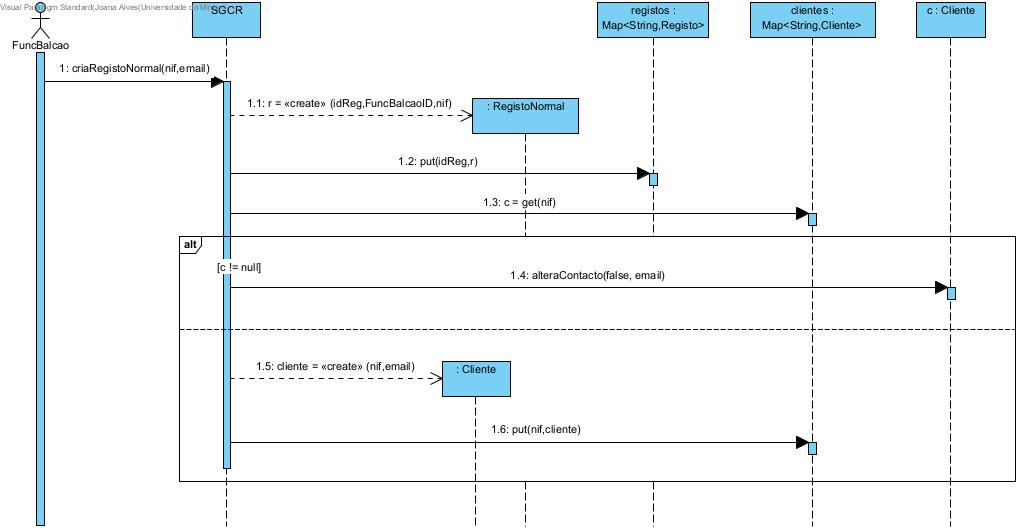 Visual Paradigm Standard(Joana Alves(Universidade do Minho
FuncBalcao
SGCR
registos :
Map<String,Registo>
clientes :
Map<String,Cliente>
c : Cliente
1: criaRegistoNormal(nif,email)
1.1: r = «create» (idReg,FuncBalcaoID,nif)
: RegistoNormal
1.2: put(idReg,r)
1.3: c = get(nif)
alt
[c != null]
1.4: alteraContacto(false, email)
1.5: cliente = «create» (nif,email)
: Cliente
1.6: put(nif,cliente)